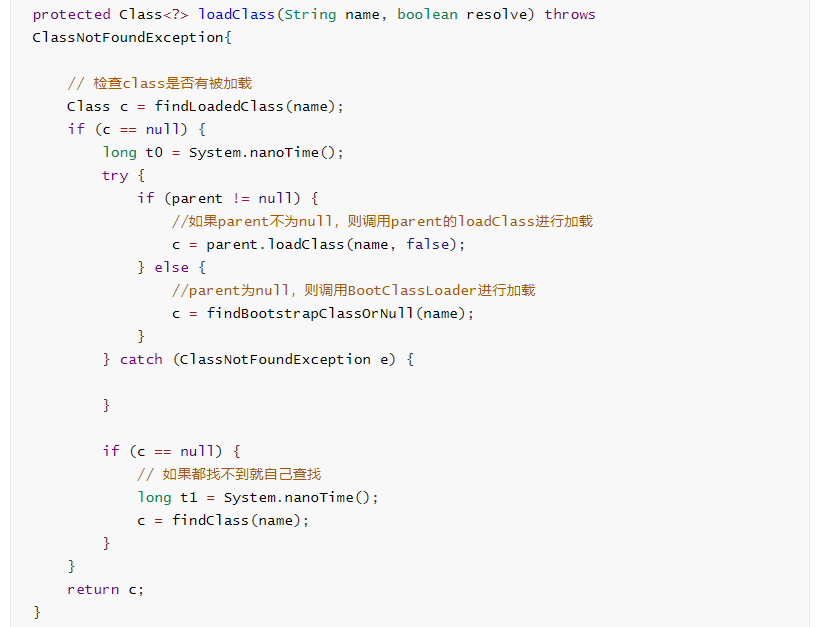 protected Class<?> loadClass(String name, boolean resolve) throws
ClassNotFoundException{
// 检查class是否有被加载
Class c = findLoadedClass(name);
if (c == null) {
long t0 = System.nanoTime();
try {
if (parent != null) {
//如果parent不为null，则调用parent的loadClass进行加载
c = parent.loadClass(name, false);
} else {
//parent为null，则调用BootClassLoader进行加载
c = findBootstrapClassOrNull(name);
}
} catch (ClassNotFoundException e) {
}
if (c == null) {
// 如果都找不到就自己查找
long t1 = System.nanoTime();
c = findClass(name);
}
}
return c;
}